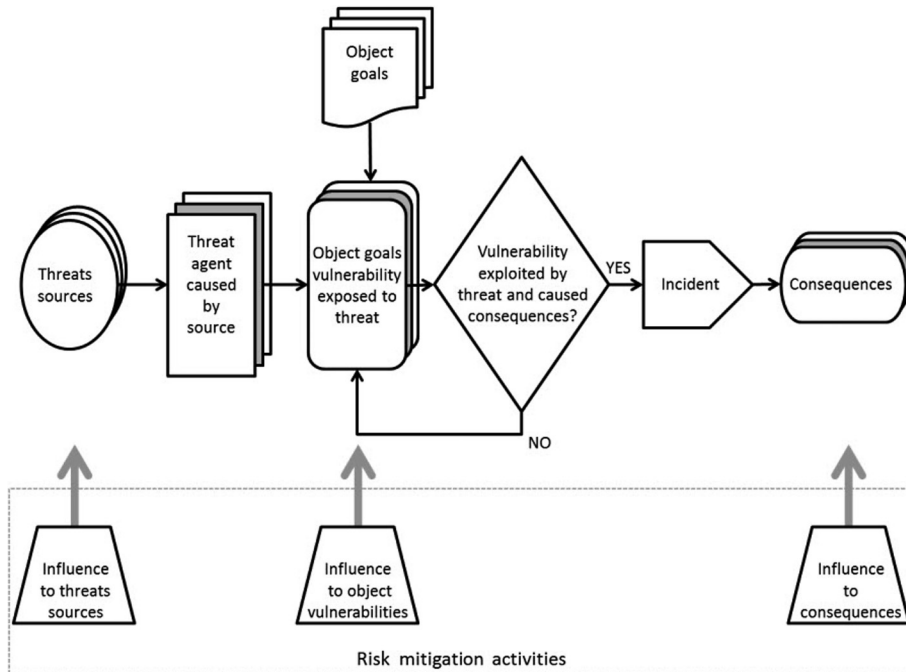 Object
goals
Threats
sources
Threat
agent
caused
by
source
Object goals
vulnerability
exposed to
threat
Vulnerability
exploited by
threat and caused
consequences?
YES
Incident
Consequences
NO
Influence
to threats
sources
Influence
to object
vulnerabilities
Influence
to
consequences
Risk mitigation activities